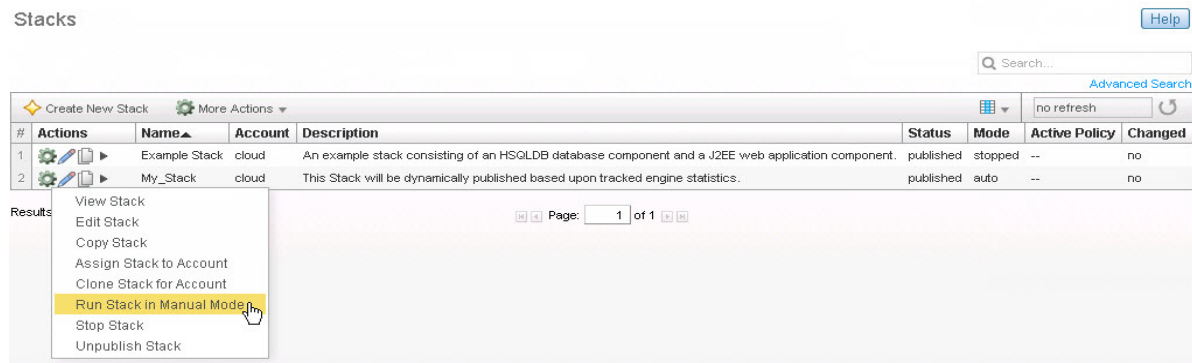 Stacks
Help
Search...
Advanced Search
Create New Stack More Actions no refresh
# Actions Name Account Description Status Mode Active Policy Changed
1 Example Stack cloud An example stack consisting of an HSQLDB database component and a J2EE web application component. published stopped -- no
2 My_Stack cloud This Stack will be dynamically published based upon tracked engine statistics. published auto -- no
Results
Page: 1 of 1
View Stack
Edit Stack
Copy Stack
Assign Stack to Account
Clone Stack for Account
Run Stack in Manual Mode
Stop Stack
Unpublish Stack